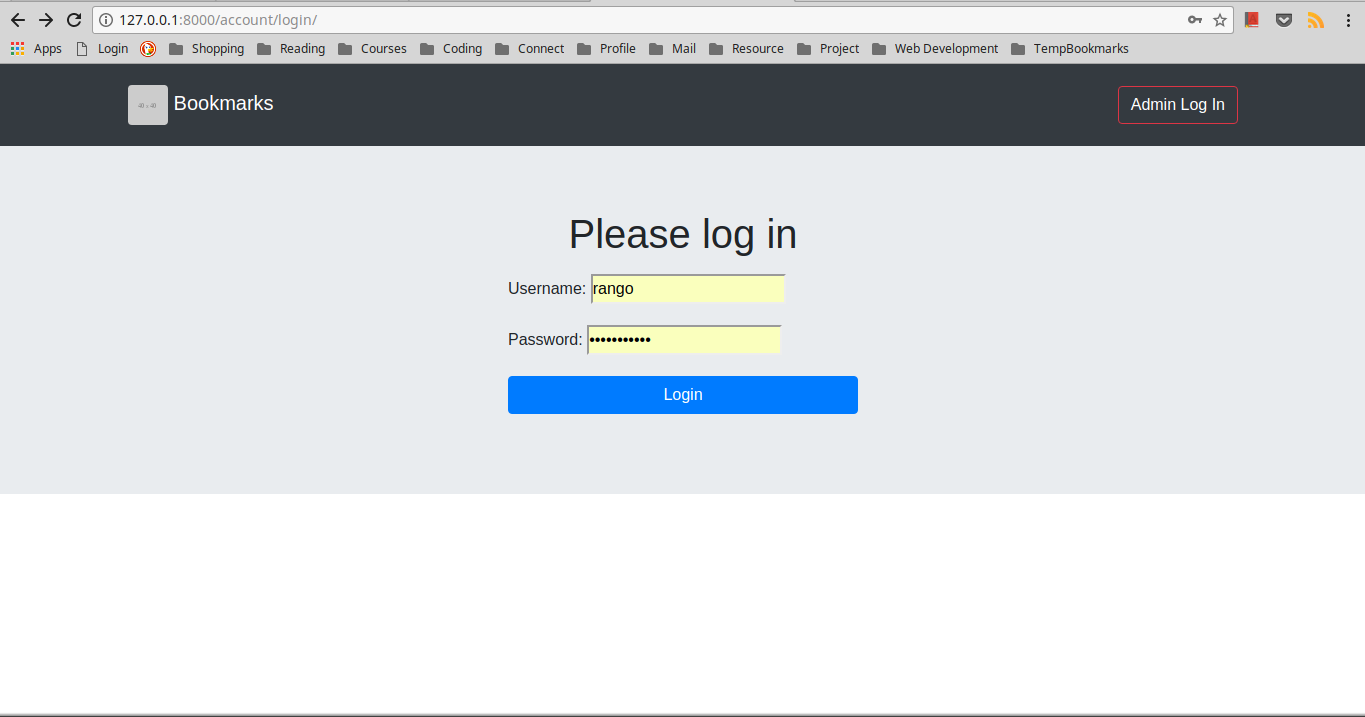 127.0.0.1:8000/account/login/
Apps Login Shopping Reading Courses Coding Connect Profile Mail Resource Project Web Development TempBookmarks
40 x 40 Bookmarks Admin Log In
Please log in
Username: rango
Password: •••••••••••
Login